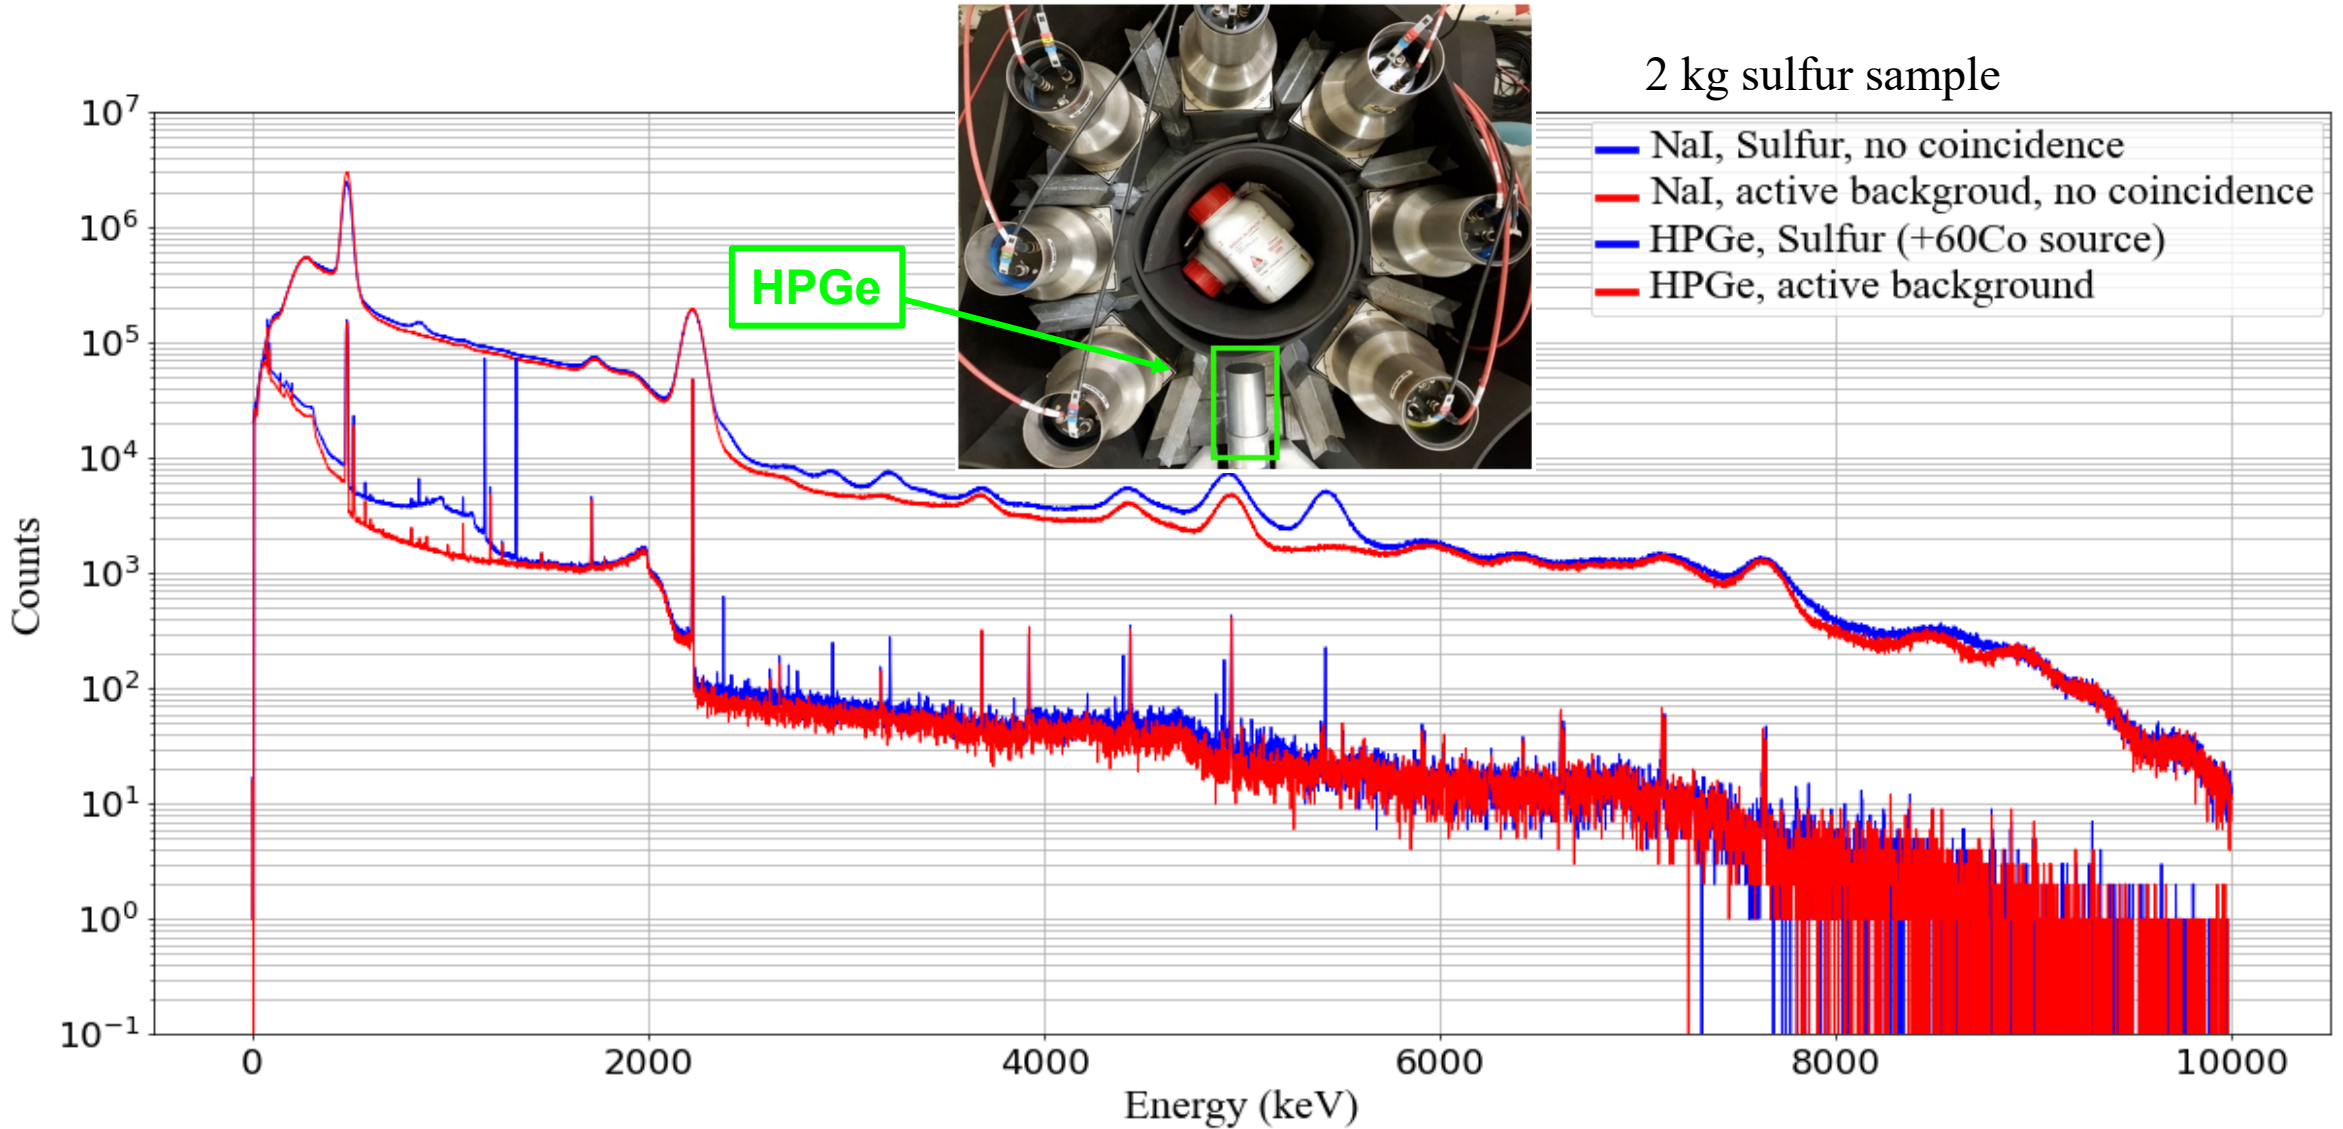 2 kg sulfur sample
NaI, Sulfur, no coincidence
NaI, active backgroud, no coincidence
HPGe, Sulfur (+60Co source)
HPGe, active background
HPGe
10⁷
10⁶
10⁵
10⁴
10³
10²
10¹
10⁰
10⁻¹
Counts
0
2000
4000
6000
8000
10000
Energy (keV)